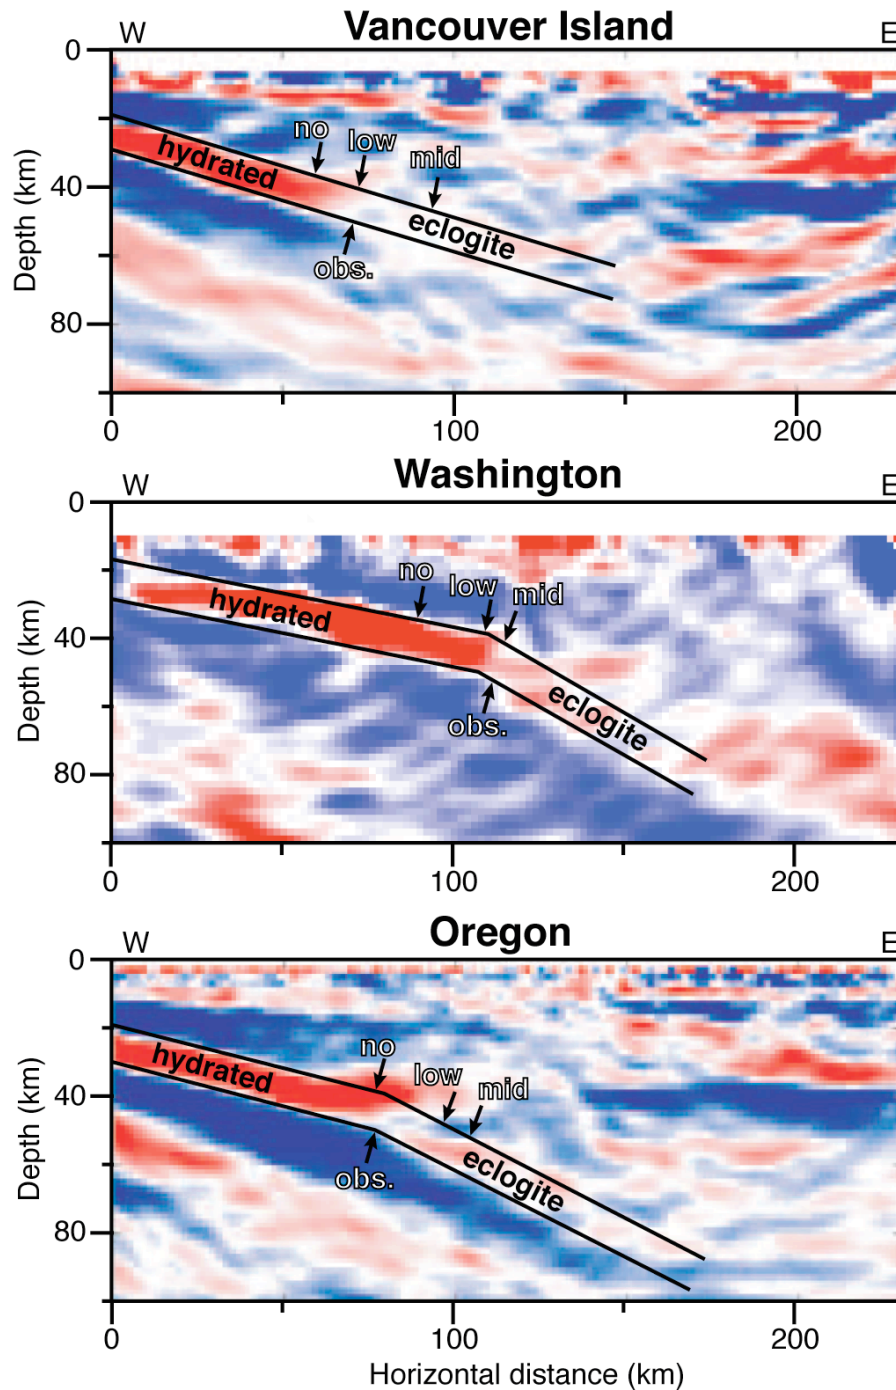 Vancouver Island
W
E
0
no
low
mid
hydrated
40
eclogite
obs.
80
Depth (km)
0
100
200
Washington
W
E
0
no
low
mid
hydrated
40
eclogite
obs.
80
Depth (km)
0
100
200
Oregon
W
E
0
no
low
mid
hydrated
40
eclogite
obs.
80
Depth (km)
0
100
200
Horizontal distance (km)